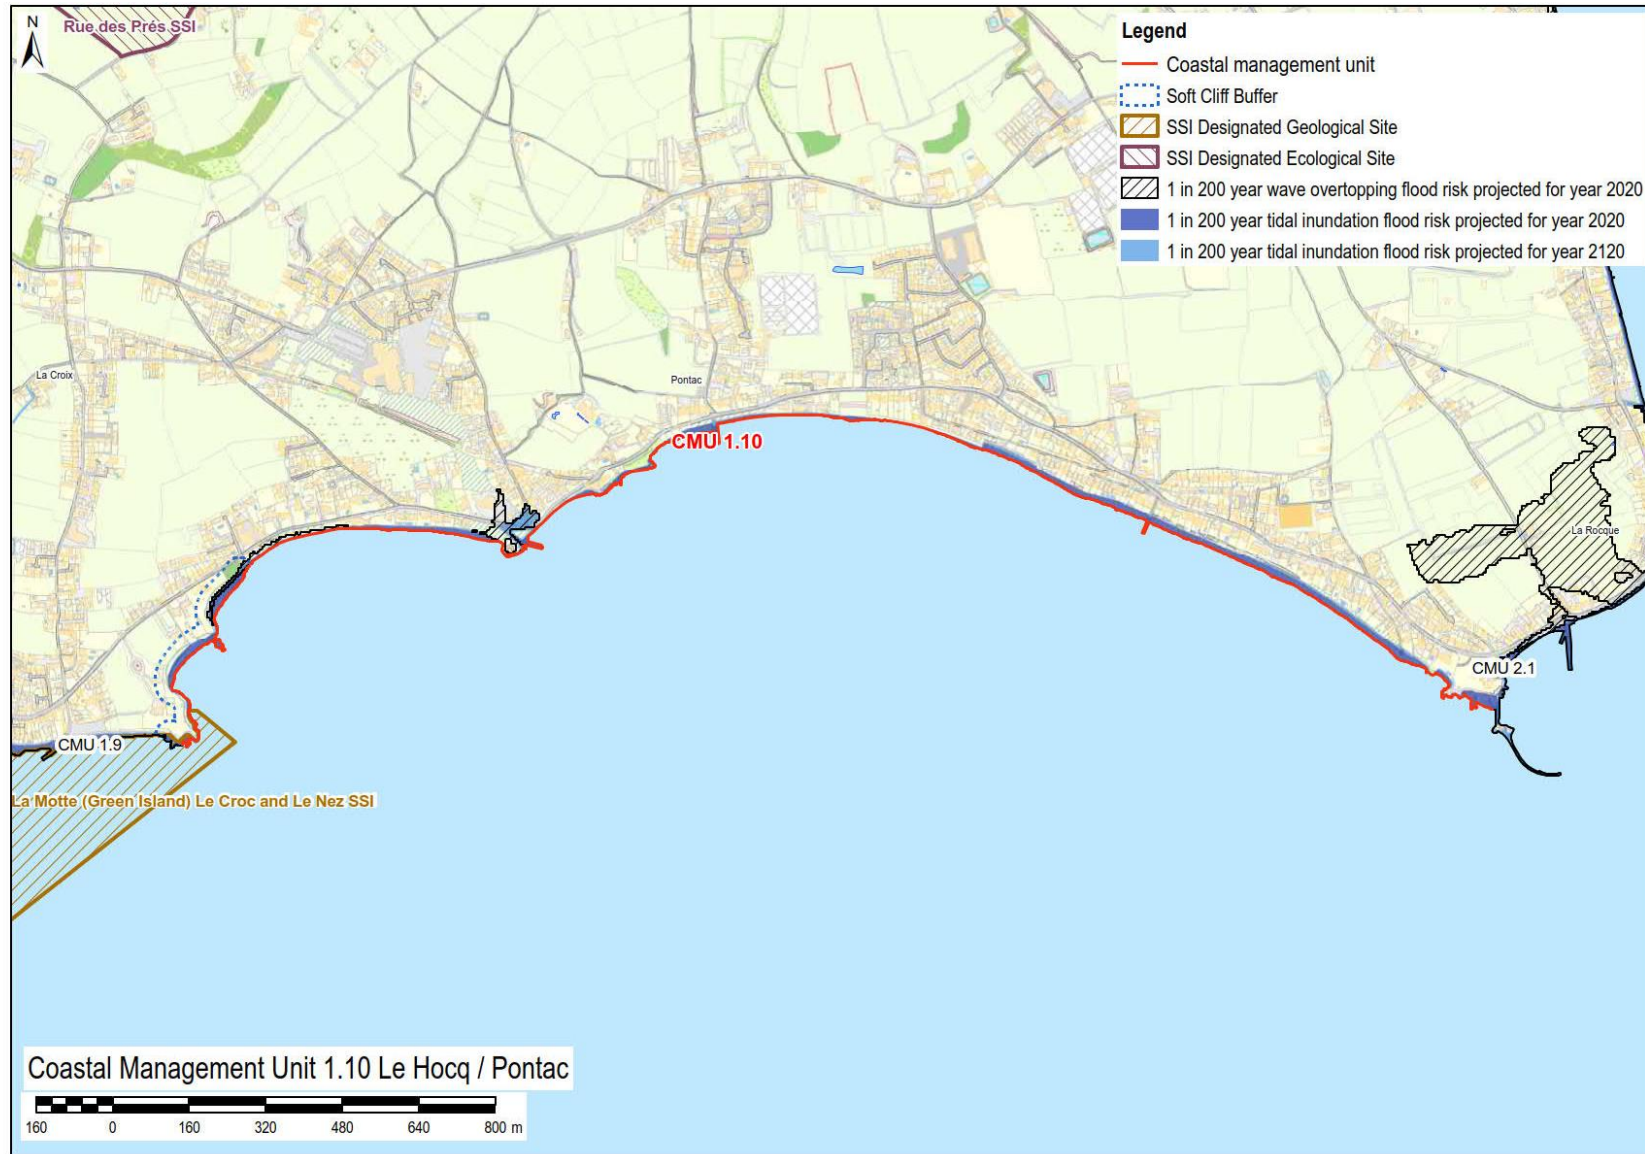 N
Rue des Prés SSI
Legend
Coastal management unit
Soft Cliff Buffer
SSI Designated Geological Site
SSI Designated Ecological Site
1 in 200 year wave overtopping flood risk projected for year 2020
1 in 200 year tidal inundation flood risk projected for year 2020
1 in 200 year tidal inundation flood risk projected for year 2120
La Croix
Pontac
CMU 1.10
La Rocque
CMU 2.1
CMU 1.9
La Motte (Green Island) Le Croc and Le Nez SSI
Coastal Management Unit 1.10 Le Hocq / Pontac
160 0 160 320 480 640 800 m